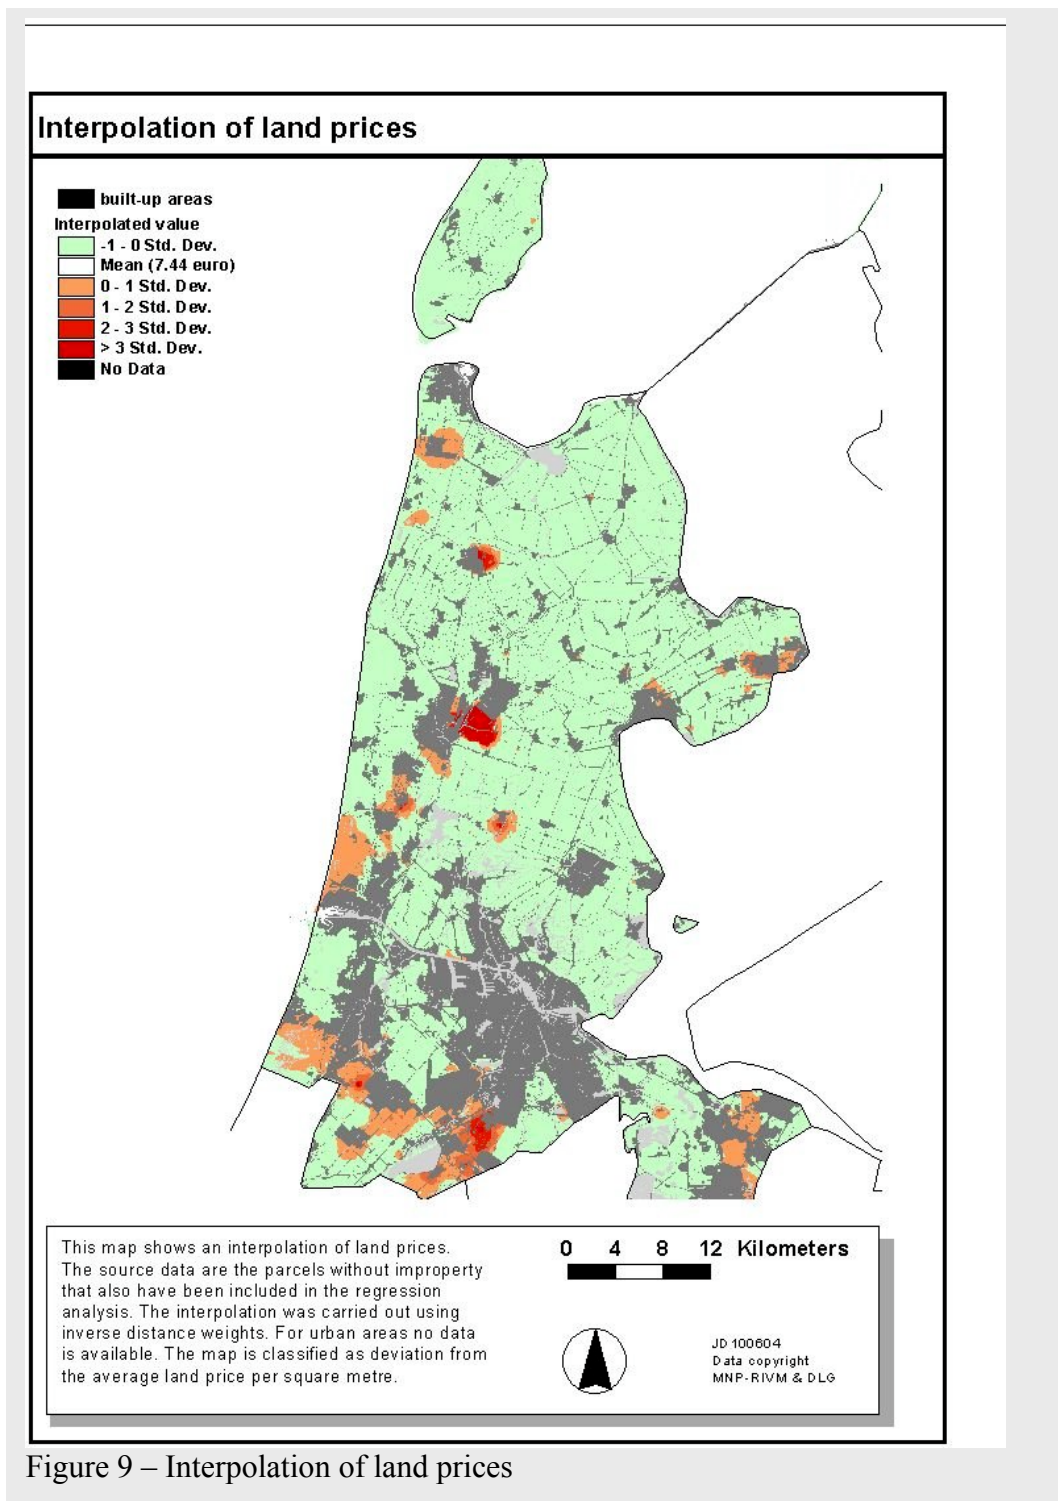 Interpolation of land prices
built-up areas
Interpolated value
-1 - 0 Std. Dev.
Mean (7.44 euro)
0 - 1 Std. Dev.
1 - 2 Std. Dev.
2 - 3 Std. Dev.
> 3 Std. Dev.
No Data
This map shows an interpolation of land prices.
The source data are the parcels without improperty
that also have been included in the regression
analysis. The interpolation was carried out using
inverse distance weights. For urban areas no data
is available. The map is classified as deviation from
the average land price per square metre.
0 4 8 12 Kilometers
JD 100604
Data copyright
MNP-RIVM & DLG
Figure 9 – Interpolation of land prices